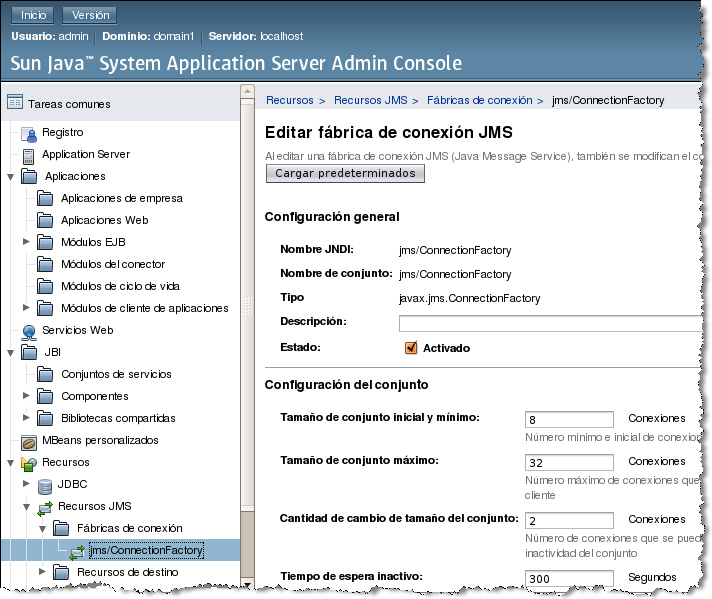 Inicio Versión
Usuario: admin Dominio: domain1 Servidor: localhost
Sun Java™ System Application Server Admin Console
Tareas comunes
Registro
Application Server
Aplicaciones
Aplicaciones de empresa
Aplicaciones Web
Módulos EJB
Módulos del conector
Módulos de ciclo de vida
Módulos de cliente de aplicaciones
Servicios Web
JBI
Conjuntos de servicios
Componentes
Bibliotecas compartidas
MBeans personalizados
Recursos
JDBC
Recursos JMS
Fábricas de conexión
jms/ConnectionFactory
Recursos de destino
Recursos > Recursos JMS > Fábricas de conexión > jms/ConnectionFactory
Editar fábrica de conexión JMS
Al editar una fábrica de conexión JMS (Java Message Service), también se modifican el
Cargar predeterminados
Configuración general
Nombre JNDI: jms/ConnectionFactory
Nombre de conjunto: jms/ConnectionFactory
Tipo javax.jms.ConnectionFactory
Descripción:
Estado: Activado
Configuración del conjunto
Tamaño de conjunto inicial y mínimo: 8 Conexiones
Número mínimo e inicial de
Tamaño de conjunto máximo: 32 Conexiones
Número máximo de conexiones que
cliente
Cantidad de cambio de tamaño del conjunto: 2 Conexiones
Número de conexiones que se
inactividad del conjunto
Tiempo de espera inactivo: 300 Segundos